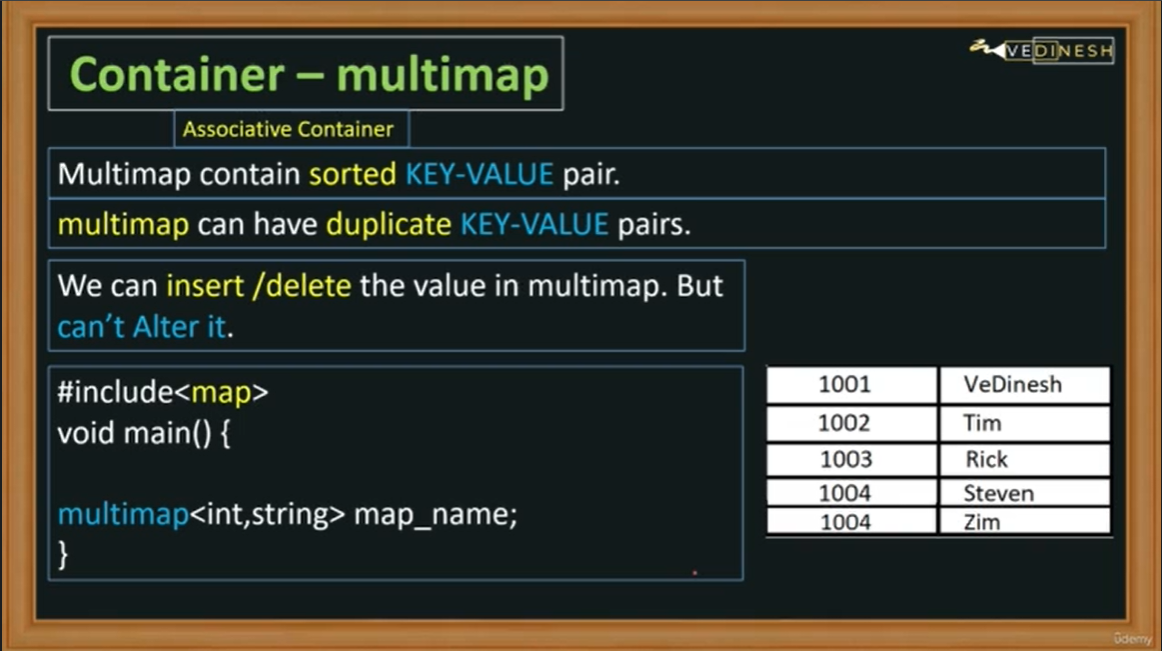 Container – multimap
VEDINESH
Associative Container
Multimap contain sorted KEY-VALUE pair.
multimap can have duplicate KEY-VALUE pairs.
We can insert /delete the value in multimap. But
can't Alter it.
#include<map>
void main() {
multimap<int,string> map_name;
}
1001 VeDinesh
1002 Tim
1003 Rick
1004 Steven
1004 Zim
ûdemy